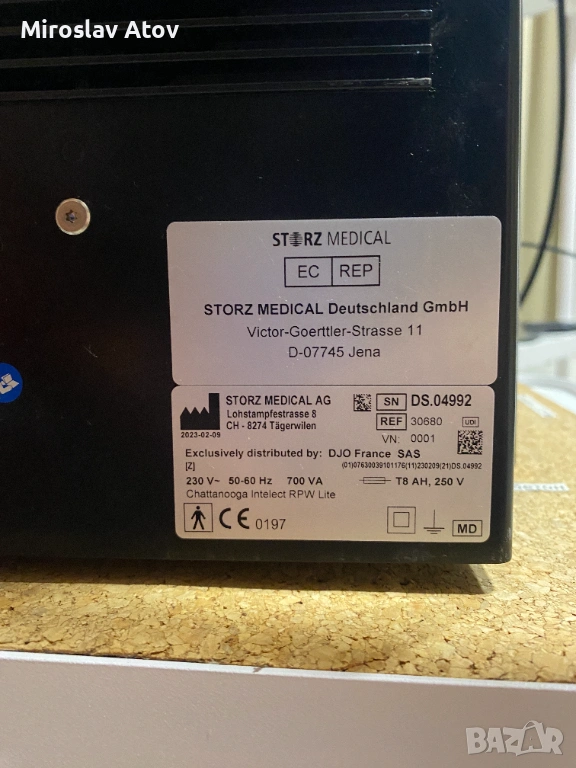 Miroslav Atov
STORZ MEDICAL
EC REP
STORZ MEDICAL Deutschland GmbH
Victor-Goerttler-Strasse 11
D-07745 Jena
STORZ MEDICAL AG
Lohstampfestrasse 8
CH - 8274 Tägerwilen
2023-02-09
SN DS.04992
REF 30680
VN: 0001
UDI
Exclusively distributed by: DJO France SAS
[Z]
(01)07630039101176(11)230209(21)DS.04992
230 V~ 50-60 Hz 700 VA
T8 AH, 250 V
Chattanooga Intelect RPW Lite
CE 0197
MD
BAZAR